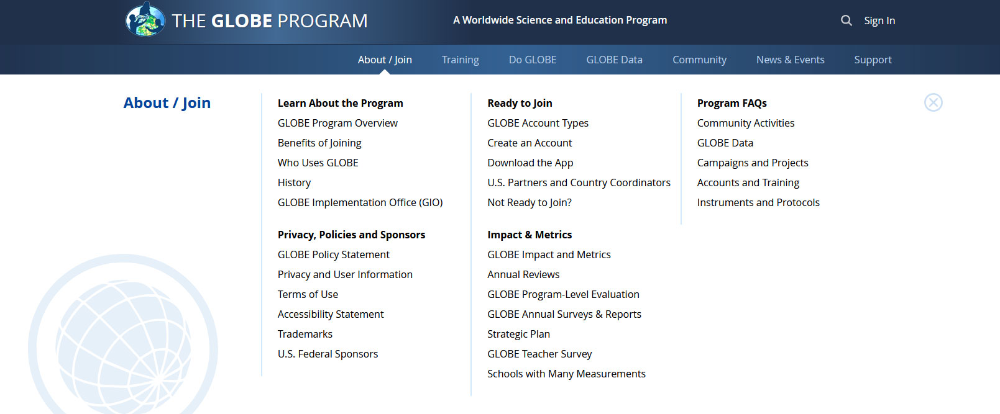 THE GLOBE PROGRAM
A Worldwide Science and Education Program
Sign In
About / Join
Training
Do GLOBE
GLOBE Data
Community
News & Events
Support
About / Join
Learn About the Program
GLOBE Program Overview
Benefits of Joining
Who Uses GLOBE
History
GLOBE Implementation Office (GIO)
Privacy, Policies and Sponsors
GLOBE Policy Statement
Privacy and User Information
Terms of Use
Accessibility Statement
Trademarks
U.S. Federal Sponsors
Ready to Join
GLOBE Account Types
Create an Account
Download the App
U.S. Partners and Country Coordinators
Not Ready to Join?
Impact & Metrics
GLOBE Impact and Metrics
Annual Reviews
GLOBE Program-Level Evaluation
GLOBE Annual Surveys & Reports
Strategic Plan
GLOBE Teacher Survey
Schools with Many Measurements
Program FAQs
Community Activities
GLOBE Data
Campaigns and Projects
Accounts and Training
Instruments and Protocols